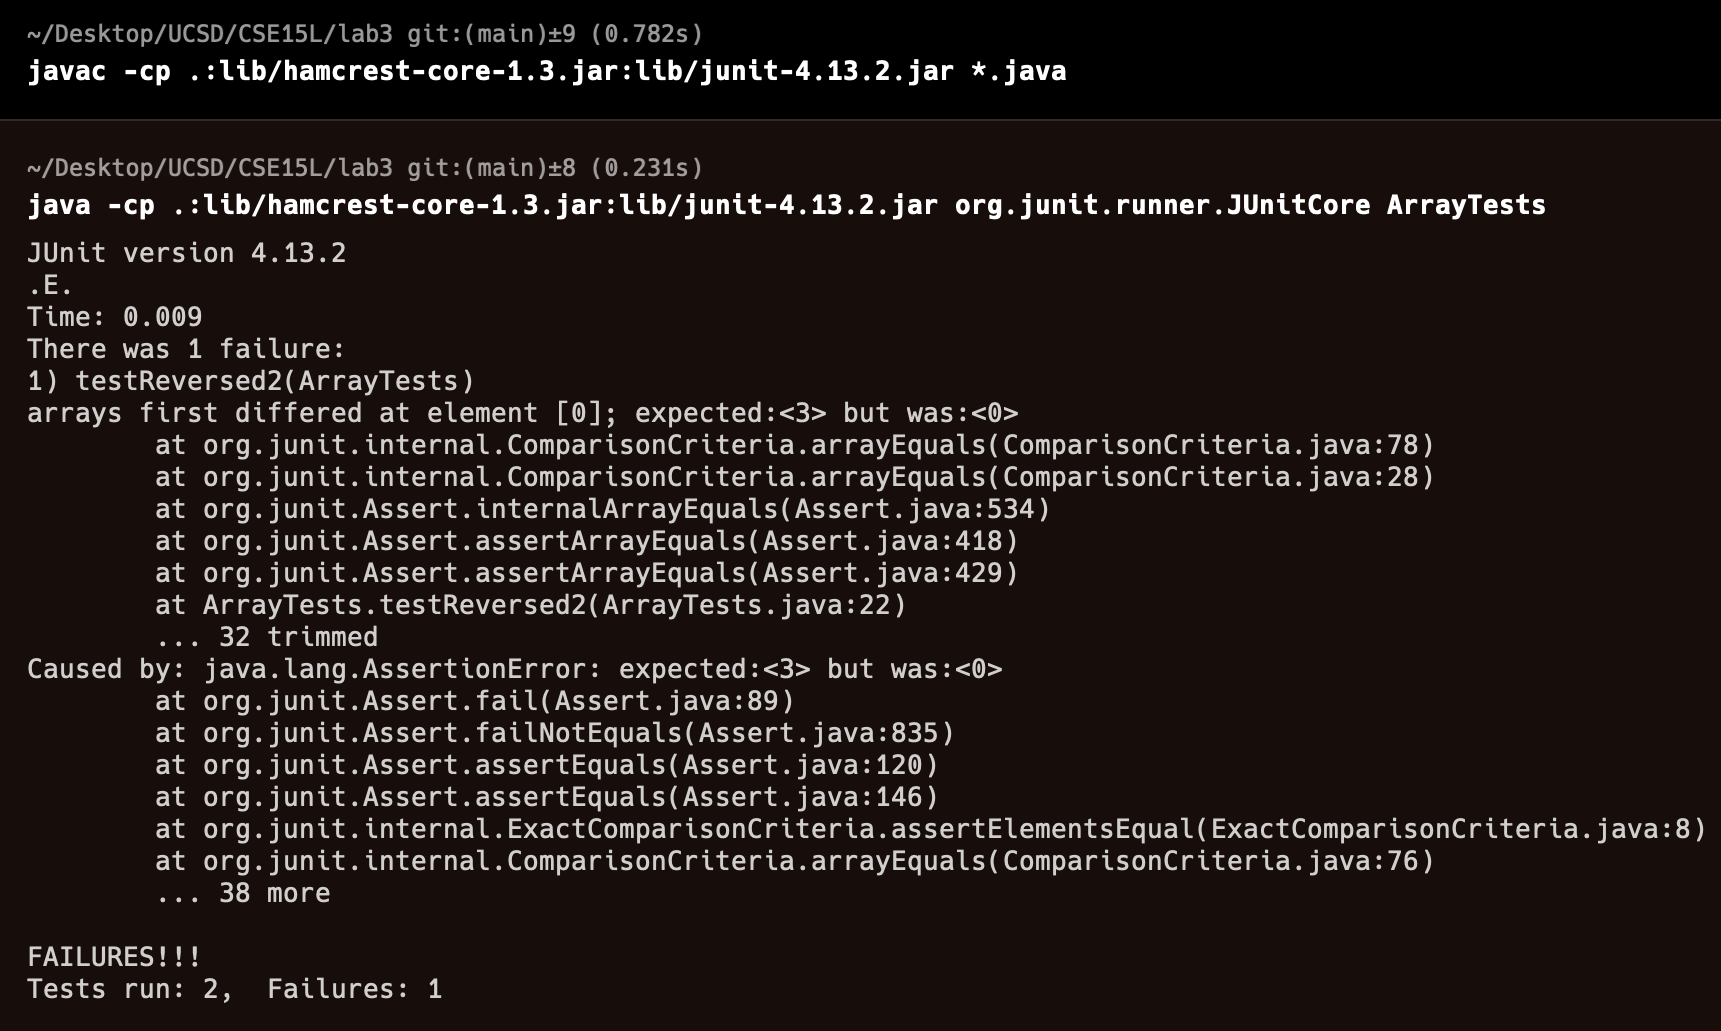 ~/Desktop/UCSD/CSE15L/lab3 git:(main)±9 (0.782s)
javac -cp .:lib/hamcrest-core-1.3.jar:lib/junit-4.13.2.jar *.java
~/Desktop/UCSD/CSE15L/lab3 git:(main)±8 (0.231s)
java -cp .:lib/hamcrest-core-1.3.jar:lib/junit-4.13.2.jar org.junit.runner.JUnitCore ArrayTests
JUnit version 4.13.2
.E.
Time: 0.009
There was 1 failure:
1) testReversed2(ArrayTests)
arrays first differed at element [0]; expected:<3> but was:<0>
        at org.junit.internal.ComparisonCriteria.arrayEquals(ComparisonCriteria.java:78)
        at org.junit.internal.ComparisonCriteria.arrayEquals(ComparisonCriteria.java:28)
        at org.junit.Assert.internalArrayEquals(Assert.java:534)
        at org.junit.Assert.assertArrayEquals(Assert.java:418)
        at org.junit.Assert.assertArrayEquals(Assert.java:429)
        at ArrayTests.testReversed2(ArrayTests.java:22)
        ... 32 trimmed
Caused by: java.lang.AssertionError: expected:<3> but was:<0>
        at org.junit.Assert.fail(Assert.java:89)
        at org.junit.Assert.failNotEquals(Assert.java:835)
        at org.junit.Assert.assertEquals(Assert.java:120)
        at org.junit.Assert.assertEquals(Assert.java:146)
        at org.junit.internal.ExactComparisonCriteria.assertElementsEqual(ExactComparisonCriteria.java:8)
        at org.junit.internal.ComparisonCriteria.arrayEquals(ComparisonCriteria.java:76)
        ... 38 more
FAILURES!!!
Tests run: 2,  Failures: 1